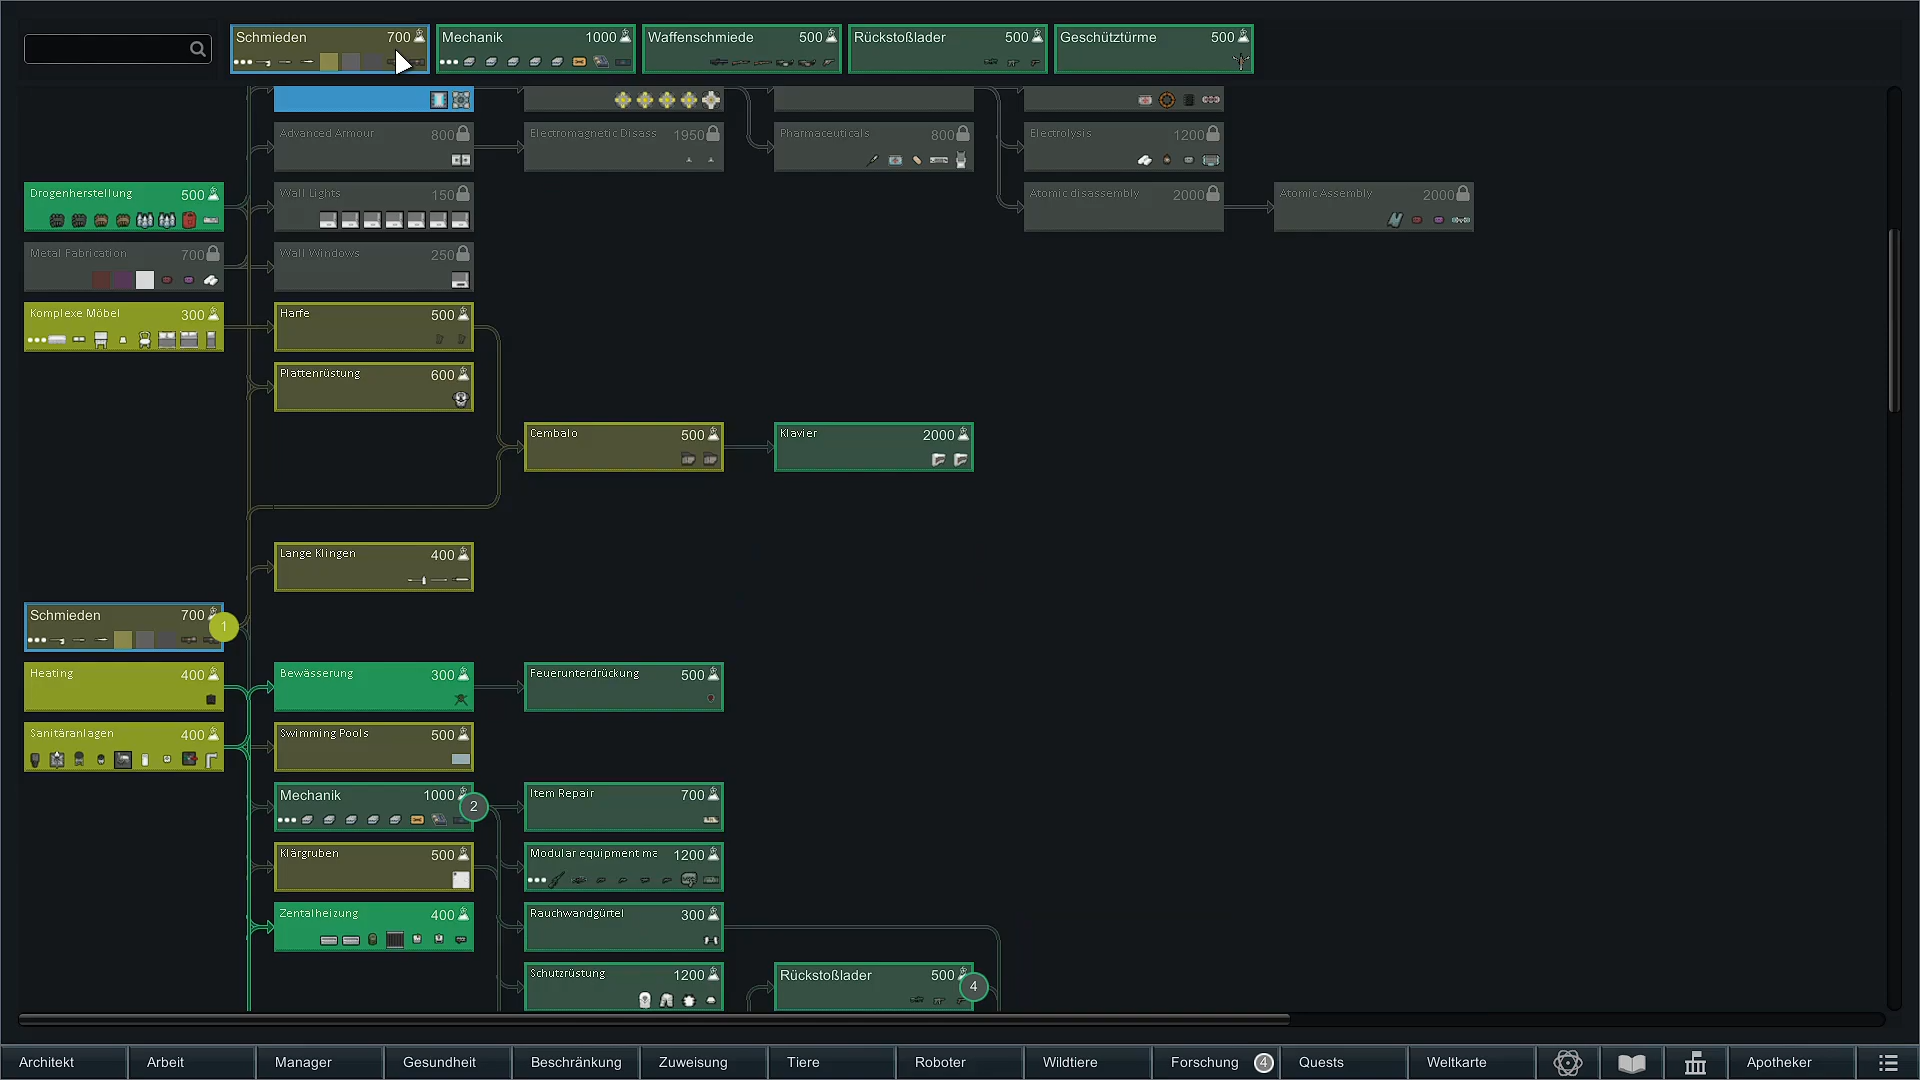 Schmieden 700
Mechanik 1000
Waffenschmiede 500
Rückstoßlader 500
Geschütztürme 500
Advanced Armour 800
Electromagnetic Disass 1950
Pharmaceuticals 800
Electrolysis 1200
Drogenherstellung 500
Wall Lights 150
Atomic disassembly 2000
Atomic Assembly 2000
Metal Fabrication 700
Wall Windows 250
Komplexe Möbel 300
Harfe 500
Plattenrüstung 600
Cembalo 500
Klavier 2000
Lange Klingen 400
Schmieden 700
1
Heating 400
Bewässerung 300
Feuerunterdrückung 500
Sanitäranlagen 400
Swimming Pools 500
Mechanik 1000
2
Item Repair 700
Klärgruben 500
Modular equipment ma 1200
Zentalheizung 400
Rauchwandgürtel 300
Schutzrüstung 1200
Rückstoßlader 500
4
Architekt
Arbeit
Manager
Gesundheit
Beschränkung
Zuweisung
Tiere
Roboter
Wildtiere
Forschung 4
Quests
Weltkarte
Apotheker